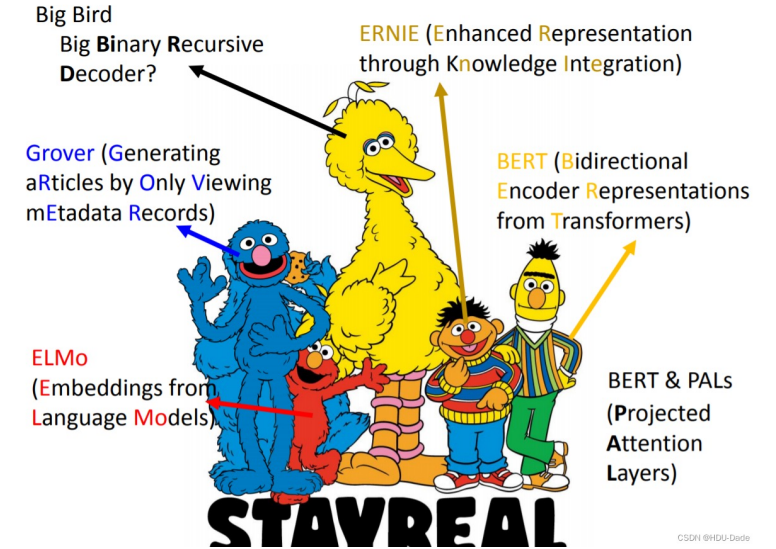 Big Bird
Big Binary Recursive
Decoder?
ERNIE (Enhanced Representation
through Knowledge Integration)
Grover (Generating
aRticles by Only Viewing
mEtadata Records)
BERT (Bidirectional
Encoder Representations
from Transformers)
ELMo
(Embeddings from
Language Models)
BERT & PALs
(Projected
Attention
Layers)
STAYREAL
CSDN @HDU-Dade